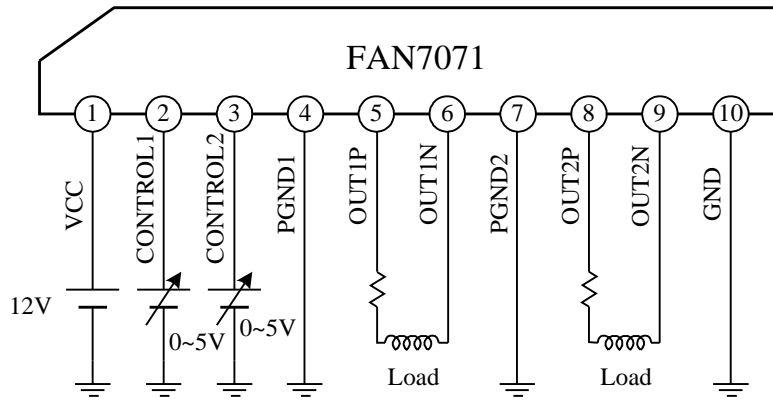 FAN7071
1 2 3 4 5 6 7 8 9 10
VCC
CONTROL1
CONTROL2
PGND1
OUT1P
OUT1N
PGND2
OUT2P
OUT2N
GND
12V
0~5V
0~5V
Load
Load